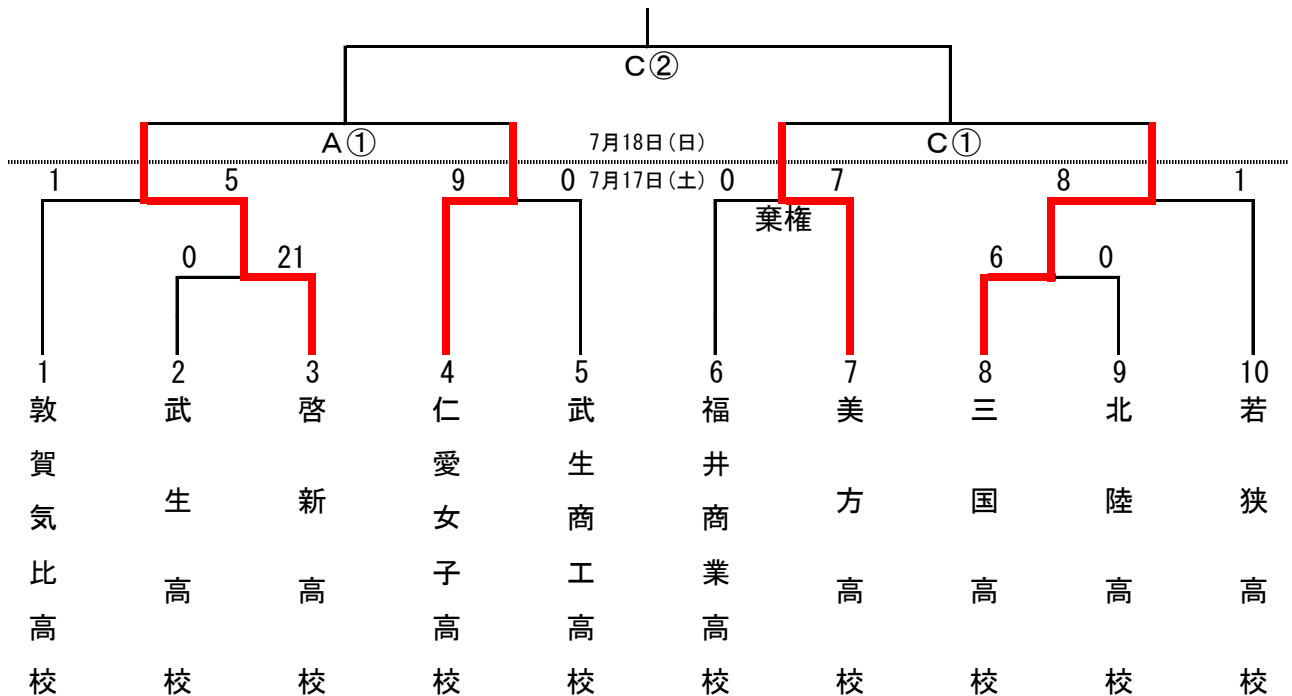 C②
A①
7月18日(日)
C①
1
5
9
0
7月17日(土)
0
7
8
1
棄権
0
21
6
0
1
2
3
4
5
6
7
8
9
10
敦賀気比高校
武生高校
啓新高校
仁愛女子高校
武生商工高校
福井商業高校
美方高校
三国高校
北陸高校
若狭高校